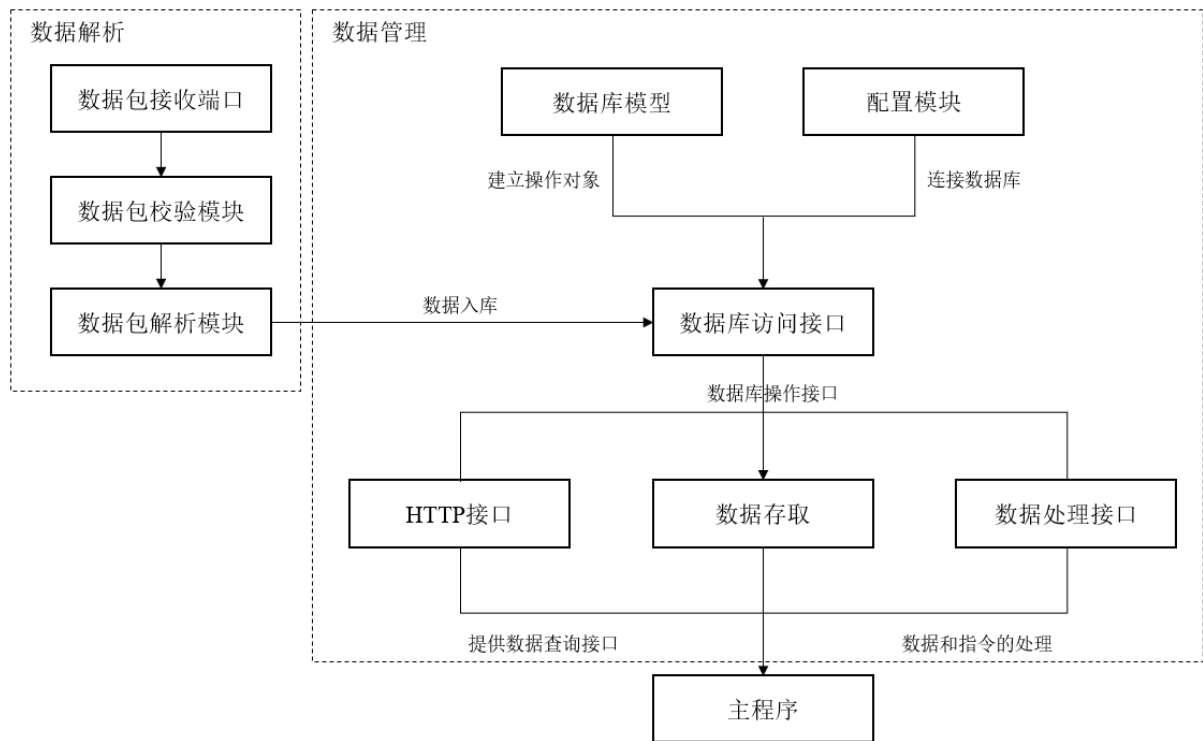 数据解析
数据包接收端口
数据包校验模块
数据包解析模块
数据管理
数据库模型
配置模块
建立操作对象
连接数据库
数据入库
数据库访问接口
数据库操作接口
HTTP接口
数据存取
数据处理接口
提供数据查询接口
数据和指令的处理
主程序